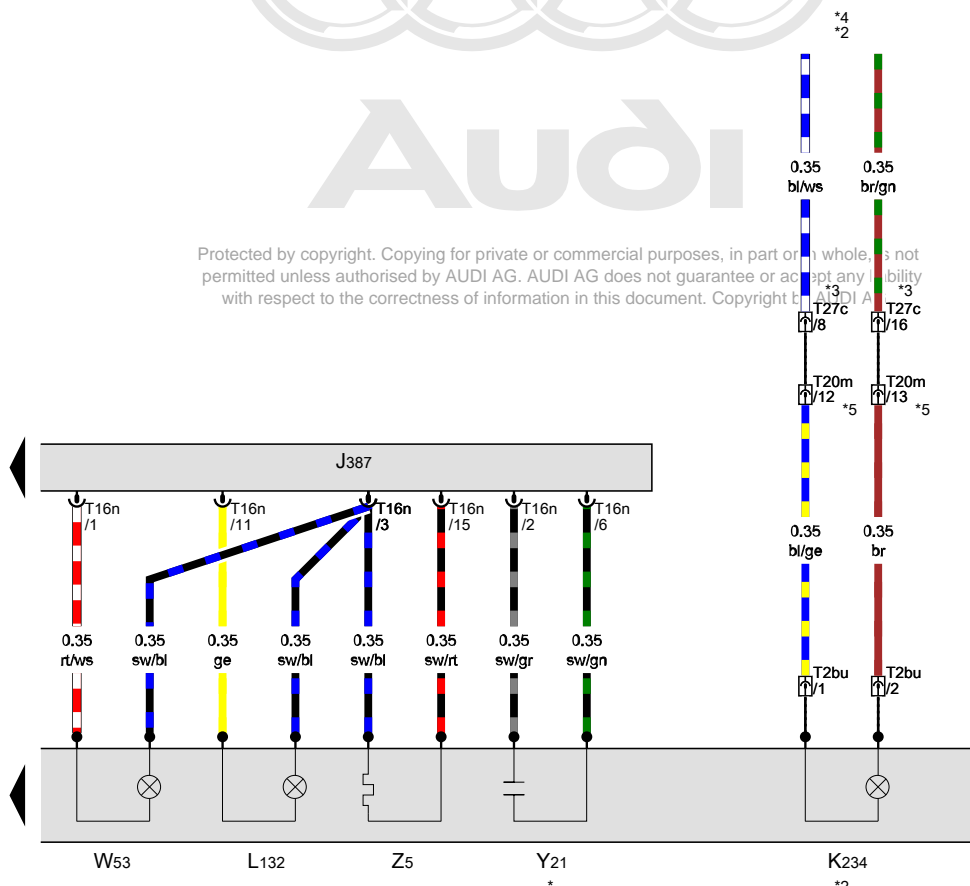 *4
*2
Audi
0.35
bl/ws
0.35
br/gn
Protected by copyright. Copying for private or commercial purposes, in part or in whole, is not
permitted unless authorised by AUDI AG. AUDI AG does not guarantee or accept any liability
with respect to the correctness of information in this document. Copyright by AUDI A
*3
*3
T27c
/8
T27c
/16
T20m
/12
*5
T20m
/13
*5
J387
T16n
/1
T16n
/11
T16n
/3
T16n
/15
T16n
/2
T16n
/6
bl/ge
0.35
br
0.35
0.35
rt/ws
0.35
sw/bl
0.35
ge
0.35
sw/bl
0.35
sw/bl
0.35
sw/rt
0.35
sw/gr
0.35
sw/gn
T2bu
/1
T2bu
/2
W53
L132
Z5
Y21
K234
*
*2